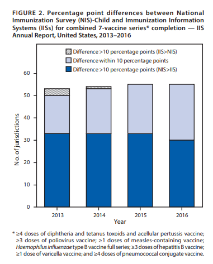 FIGURE 2. Percentage point differences between National
Immunization Survey (NIS)-Child and Immunization Information
Systems (IISs) for combined 7-vaccine series* completion — IIS
Annual Report, United States, 2013–2016
Difference >10 percentage points (IIS>NIS)
Difference within 10 percentage points
Difference >10 percentage points (NIS>IIS)
60
50
40
30
20
10
0
No. of jurisdictions
2013
2014
2015
2016
Year
* ≥4 doses of diphtheria and tetanus toxoids and acellular pertussis vaccine;
≥3 doses of poliovirus vaccine; ≥1 doses of measles-containing vaccine;
Haemophilus influenzae type B vaccine full series; ≥3 doses of hepatitis B vaccine;
≥1 doses of varicella vaccine; and ≥4 doses of pneumococcal conjugate vaccine.